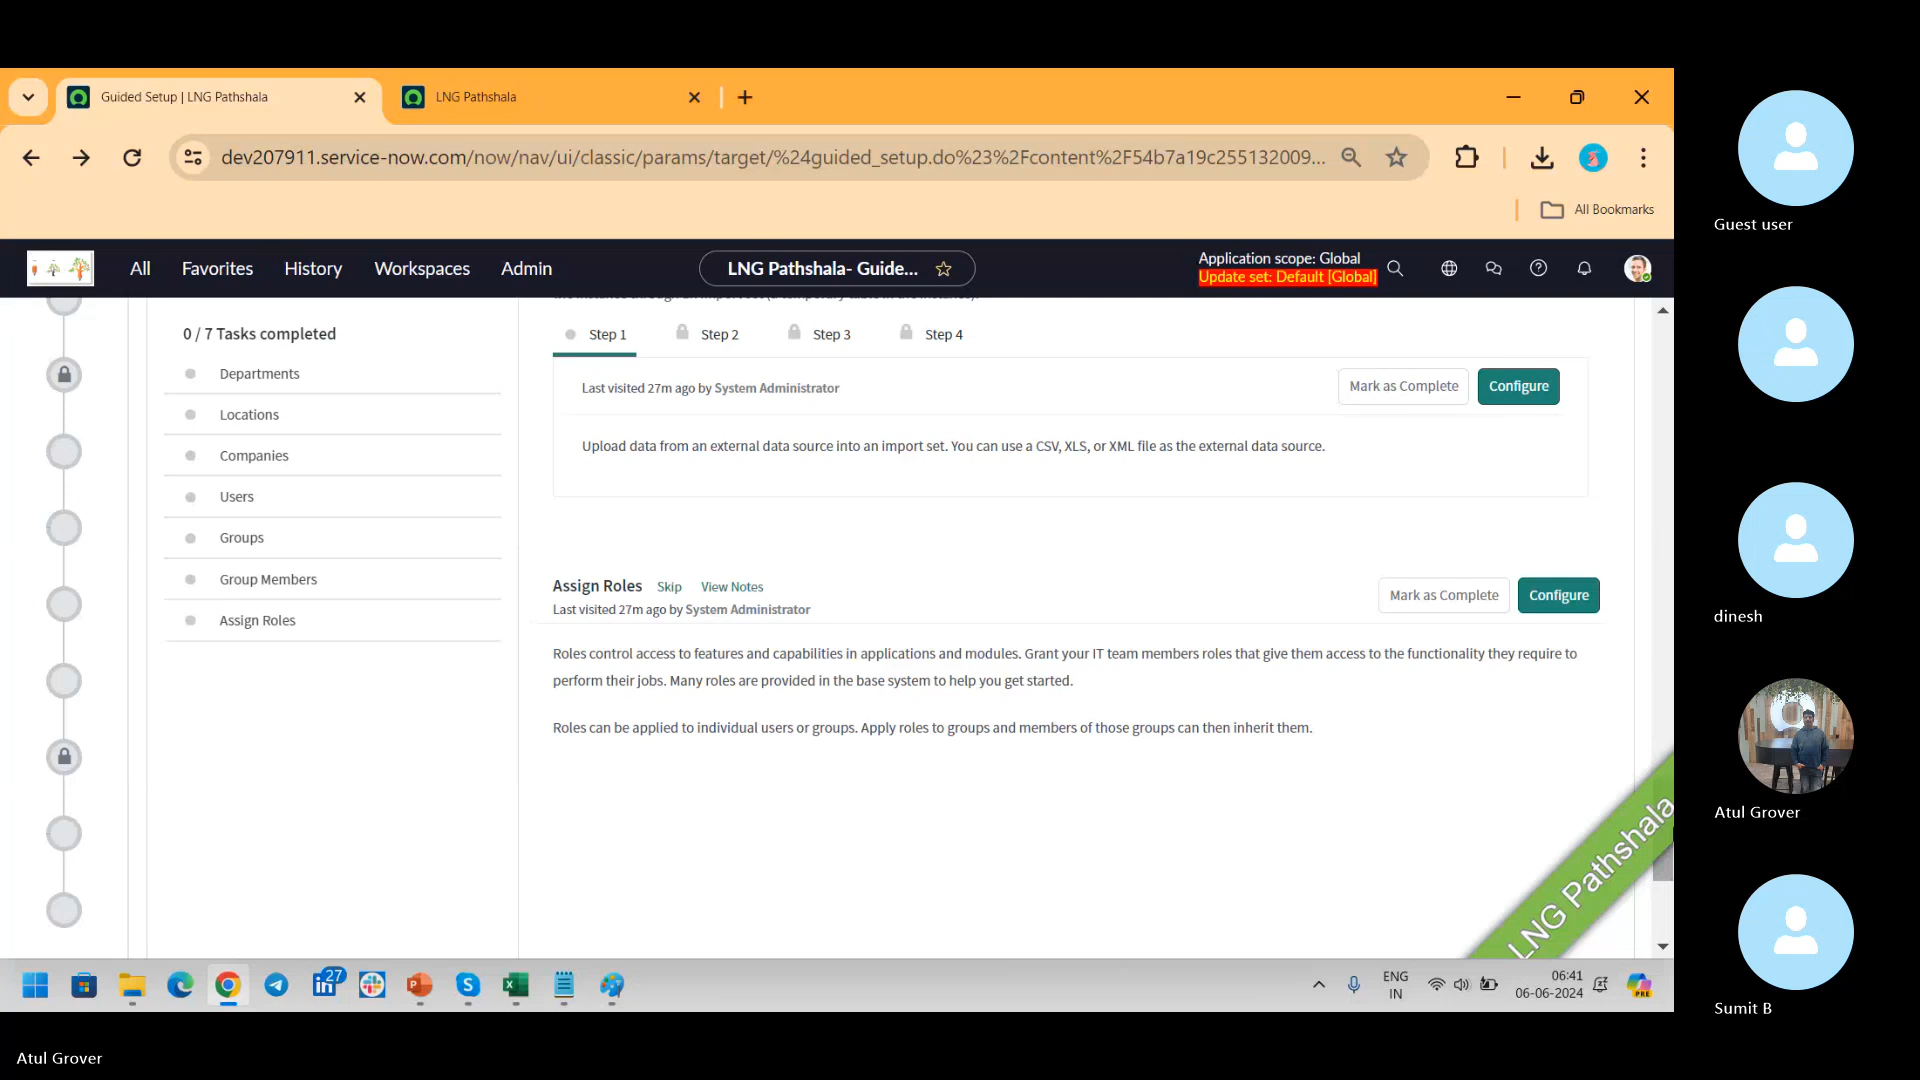 Guided Setup | LNG Pathshala
LNG Pathshala
dev207911.service-now.com/now/nav/ui/classic/params/target/%24guided_setup.do%23%2Fcontent%2F54b7a19c255132009...
All Bookmarks
All
Favorites
History
Workspaces
Admin
LNG Pathshala- Guide...
Application scope: Global
Update set: Default [Global]
0 / 7 Tasks completed
Departments
Locations
Companies
Users
Groups
Group Members
Assign Roles
Step 1
Step 2
Step 3
Step 4
Last visited 27m ago by System Administrator
Mark as Complete
Configure
Upload data from an external data source into an import set. You can use a CSV, XLS, or XML file as the external data source.
Assign Roles Skip View Notes
Last visited 27m ago by System Administrator
Mark as Complete
Configure
Roles control access to features and capabilities in applications and modules. Grant your IT team members roles that give them access to the functionality they require to
perform their jobs. Many roles are provided in the base system to help you get started.
Roles can be applied to individual users or groups. Apply roles to groups and members of those groups can then inherit them.
LNG Pathshala
27
ENG
IN
06:41
06-06-2024
PRE
Guest user
dinesh
Atul Grover
Sumit B
Atul Grover